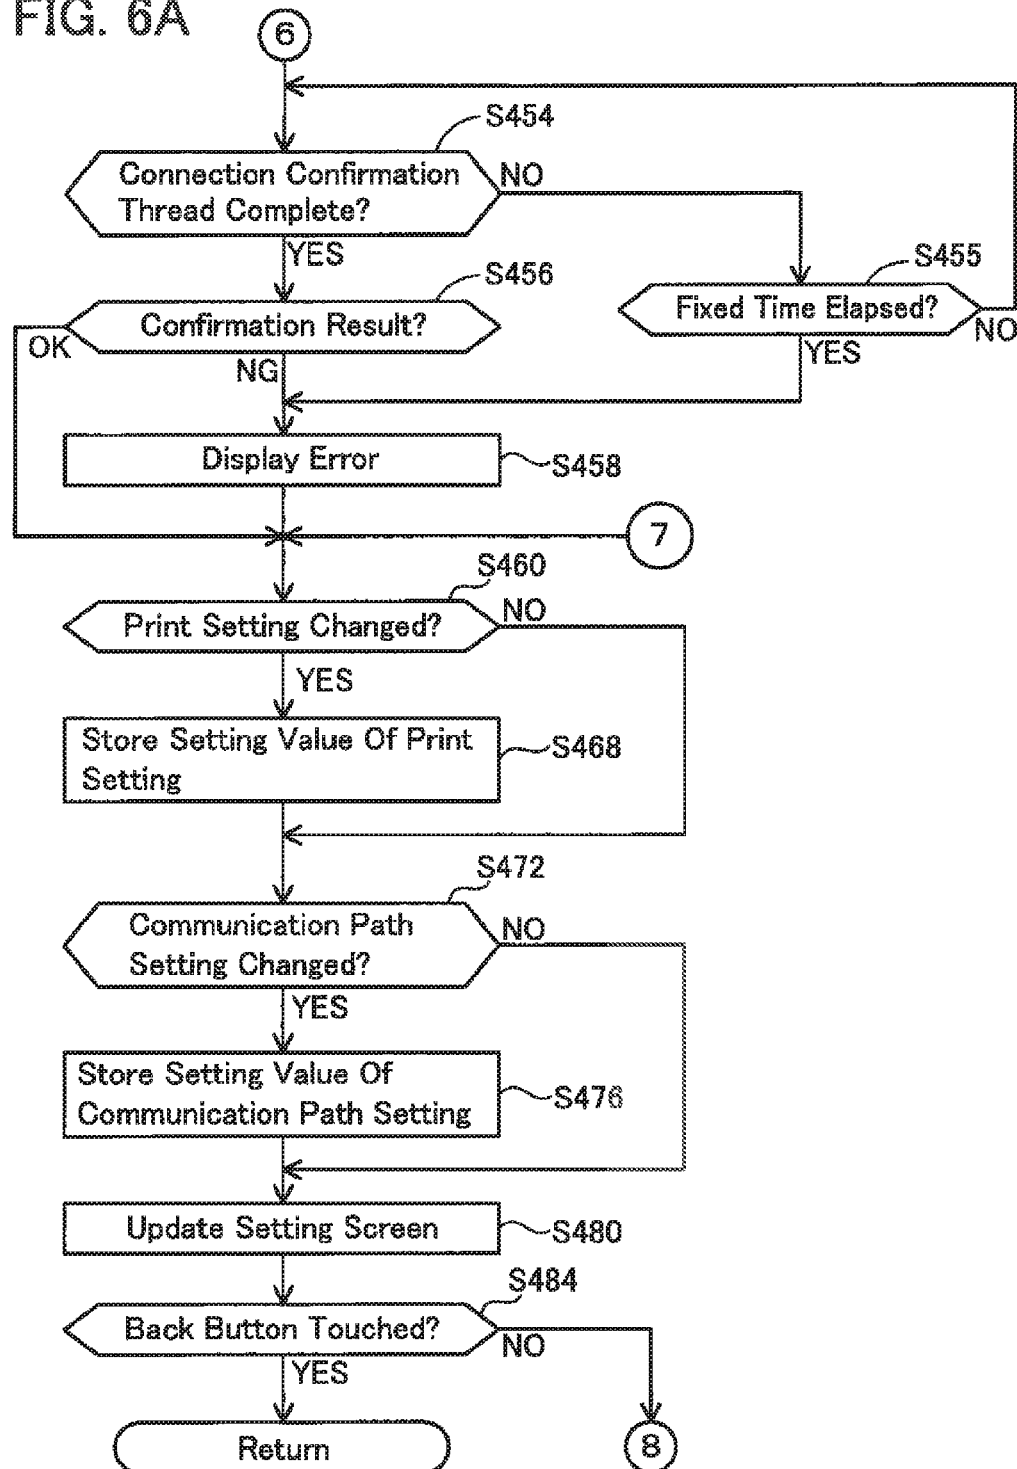 FIG. 6A
6
S454
Connection Confirmation
Thread Complete?
NO
YES
S455
Fixed Time Elapsed?
NO
YES
S456
Confirmation Result?
OK
NG
Display Error
S458
7
S460
Print Setting Changed?
NO
YES
Store Setting Value Of Print
Setting
S468
S472
Communication Path
Setting Changed?
NO
YES
Store Setting Value Of
Communication Path Setting
S476
Update Setting Screen
S480
S484
Back Button Touched?
NO
YES
Return
8